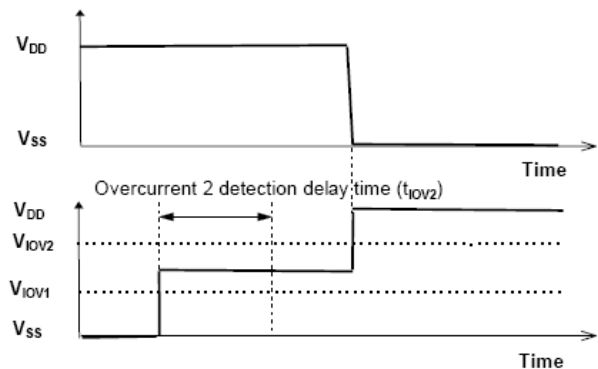 VDD
VSS
Time
Overcurrent 2 detection delay time (tIOV2)
VDD
VIOV2
VIOV1
VSS
Time